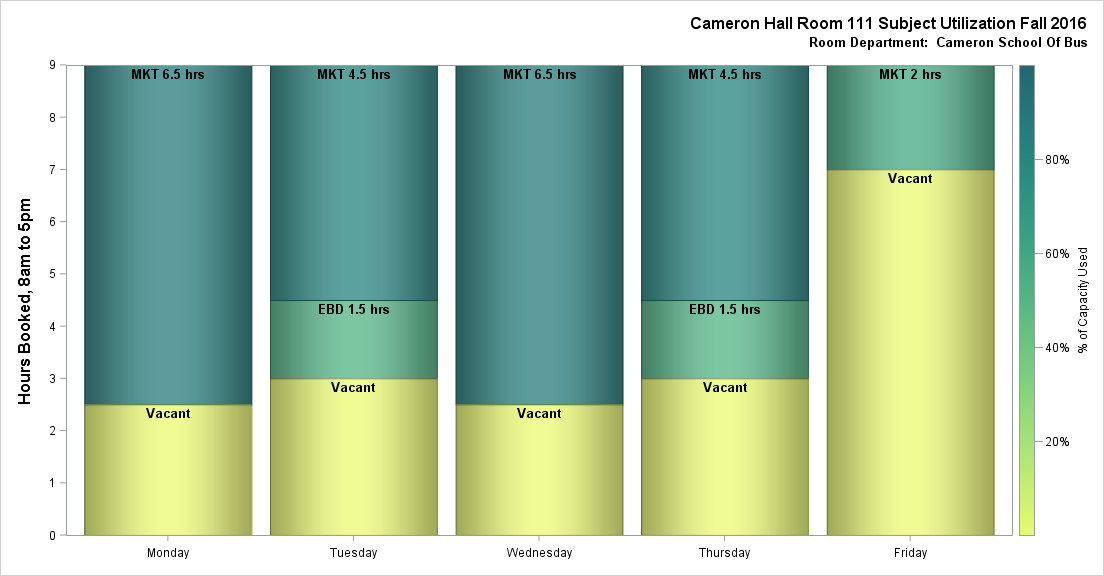 Cameron Hall Room 111 Subject Utilization Fall 2016
Room Department:  Cameron School Of Bus
Hours Booked, 8am to 5pm
9
8
7
6
5
4
3
2
1
0
MKT 6.5 hrs
Vacant
MKT 4.5 hrs
EBD 1.5 hrs
Vacant
MKT 6.5 hrs
Vacant
MKT 4.5 hrs
EBD 1.5 hrs
Vacant
MKT 2 hrs
Vacant
Monday
Tuesday
Wednesday
Thursday
Friday
80%
60%
40%
20%
% of Capacity Used